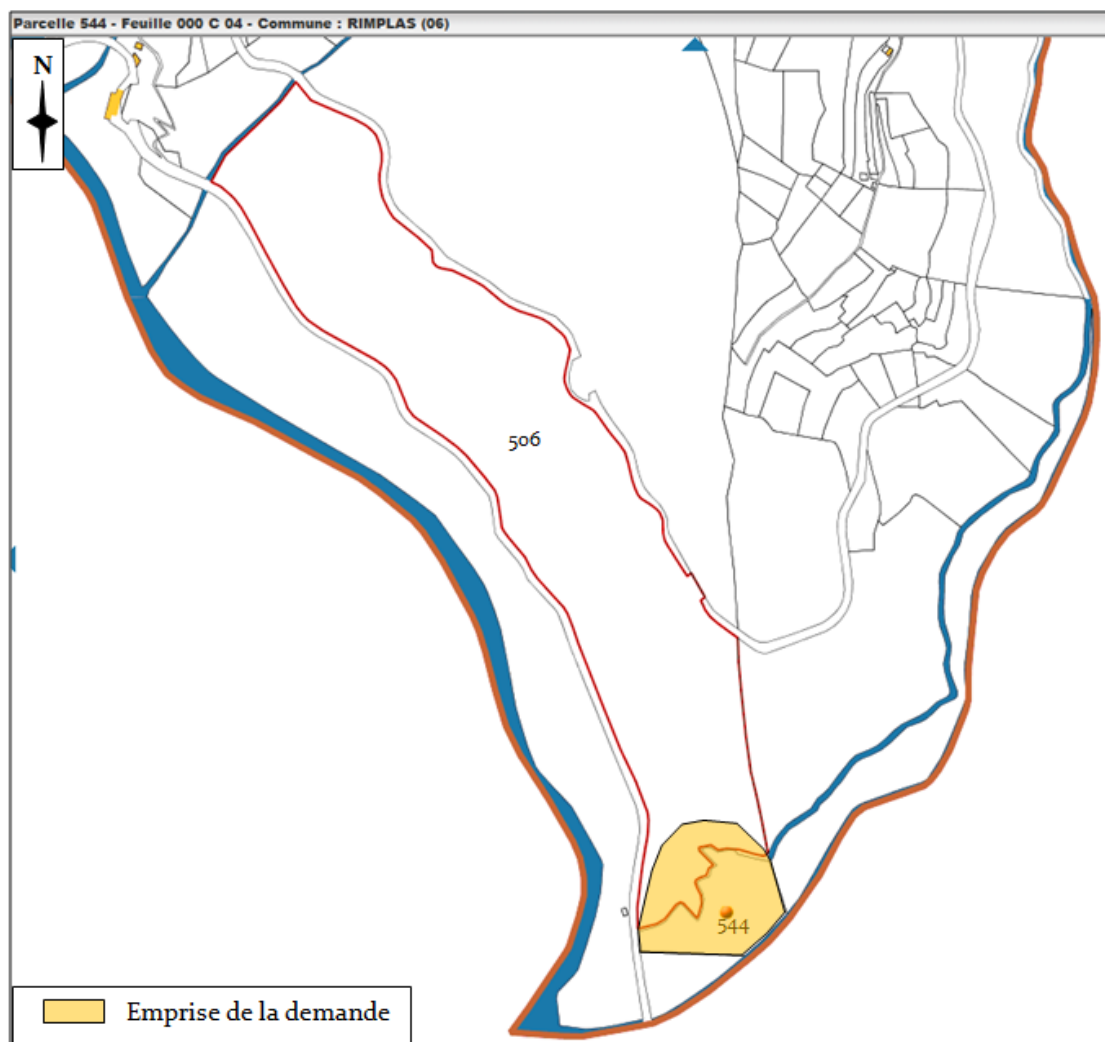 Parcelle 544 - Feuille 000 C 04 - Commune : RIMPLAS (06)
N
506
544
Emprise de la demande